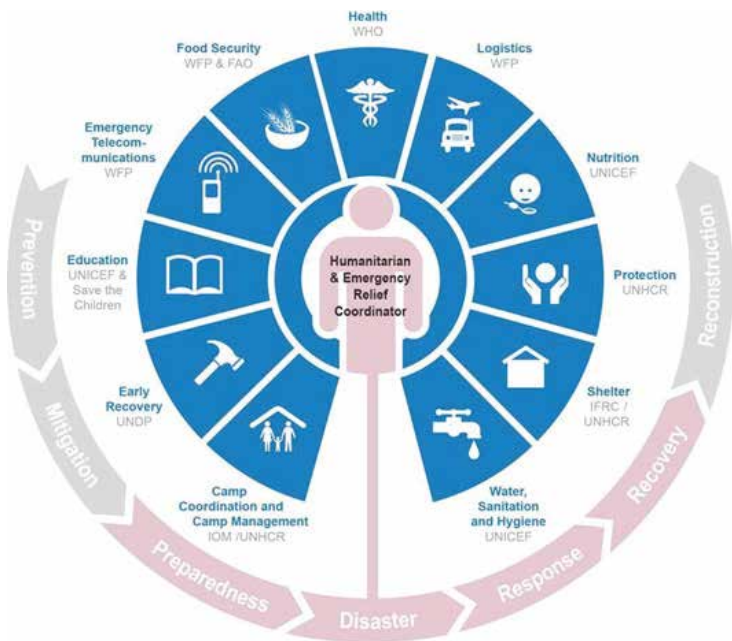 Health
WHO
Food Security
WFP & FAO
Logistics
WFP
Emergency
Telecom-
munications
WFP
Nutrition
UNICEF
Education
UNICEF &
Save the
Children
Humanitarian
& Emergency
Relief
Coordinator
Protection
UNHCR
Early
Recovery
UNDP
Shelter
IFRC /
UNHCR
Camp
Coordination and
Camp Management
IOM /UNHCR
Water,
Sanitation
and Hygiene
UNICEF
Prevention
Mitigation
Preparedness
Disaster
Response
Recovery
Reconstruction